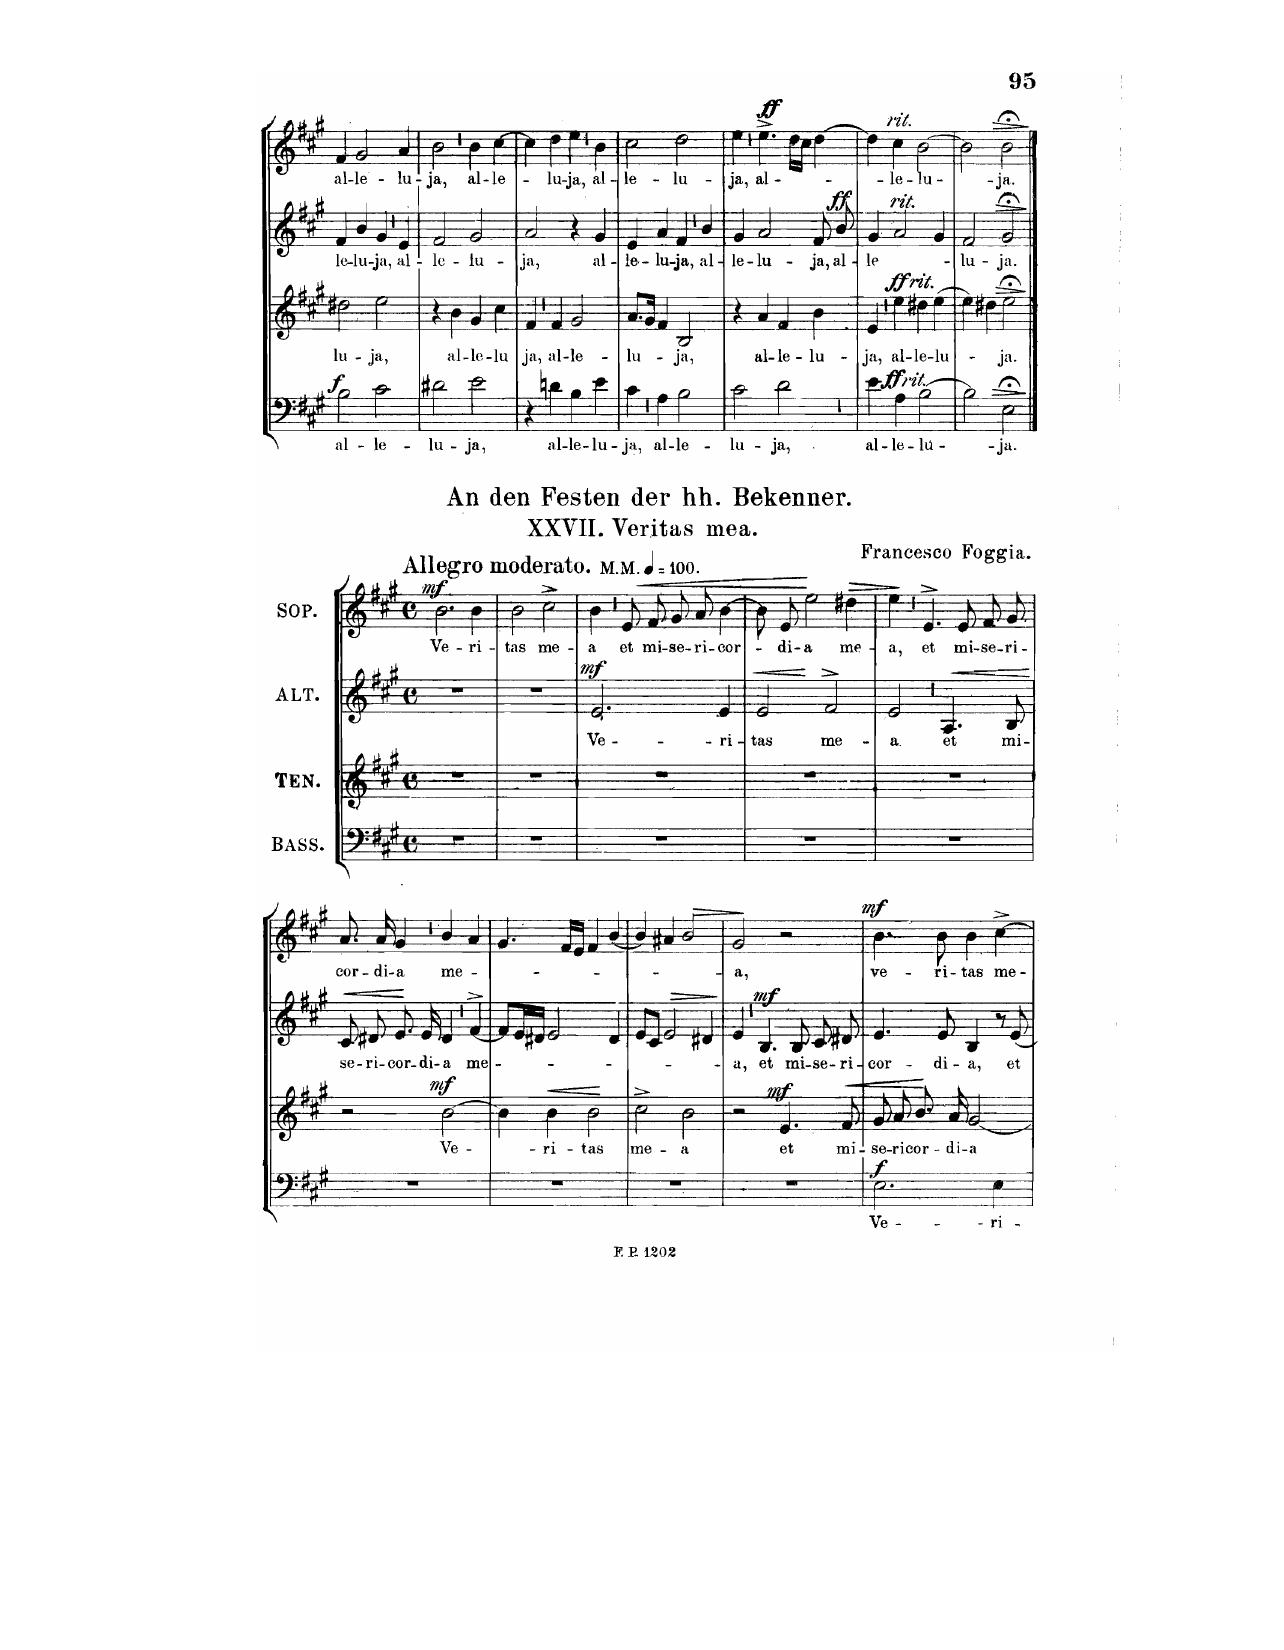 95
ff
rit.
al-le - lu-ja, al-le - lu-ja, al-le - lu - ja, al - - le-lu - ja.
ff
rit.
le-lu-ja, al-le - lu - ja, al-le-lu-ja, al-le-lu - ja, al-le - lu - ja.
ff rit.
lu - ja, al-le-lu ja, al-le - lu - ja, al-le-lu - ja, al-le-lu - ja.
f
ff rit.
al - le - lu - ja, al-le-lu-ja, al-le - lu - ja, al-le-lu - ja.
An den Festen der hh. Bekenner.
XXVII. Veritas mea.
Francesco Foggia.
Allegro moderato. M.M. ♩ = 100.
mf
SOP.
Ve - ri - tas me - a et mi-se-ri-cor - di-a me - a, et mi-se-ri-
mf
ALT.
Ve - - ri - tas me - a et mi-
TEN.
BASS.
mf
cor-di-a me - - a, ve - ri-tas me-
mf
se-ri-cor-di-a me - - a, et mi-se-ri-cor - di-a, et
mf
mf
Ve - - ri - tas me - a et mi-se-ricor-di-a
f
Ve - - ri -
F. P. 1202